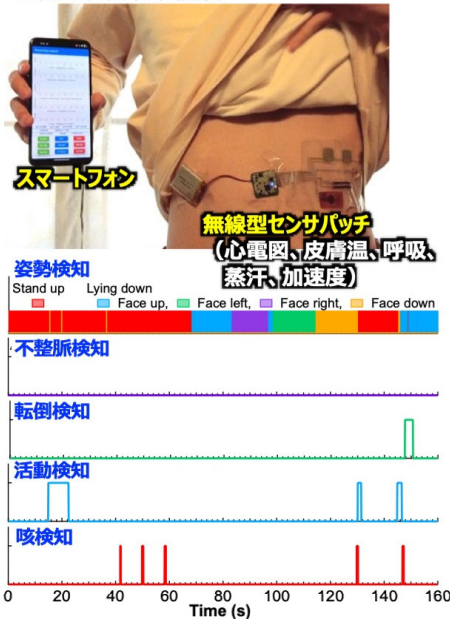 スマートフォン
無線型センサパッチ
(心電図、皮膚温、呼吸、
蒸汗、加速度)
姿勢検知
Stand up Lying down
Face up, Face left, Face right, Face down
不整脈検知
転倒検知
活動検知
咳検知
0 20 40 60 80 100 120 140 160
Time (s)